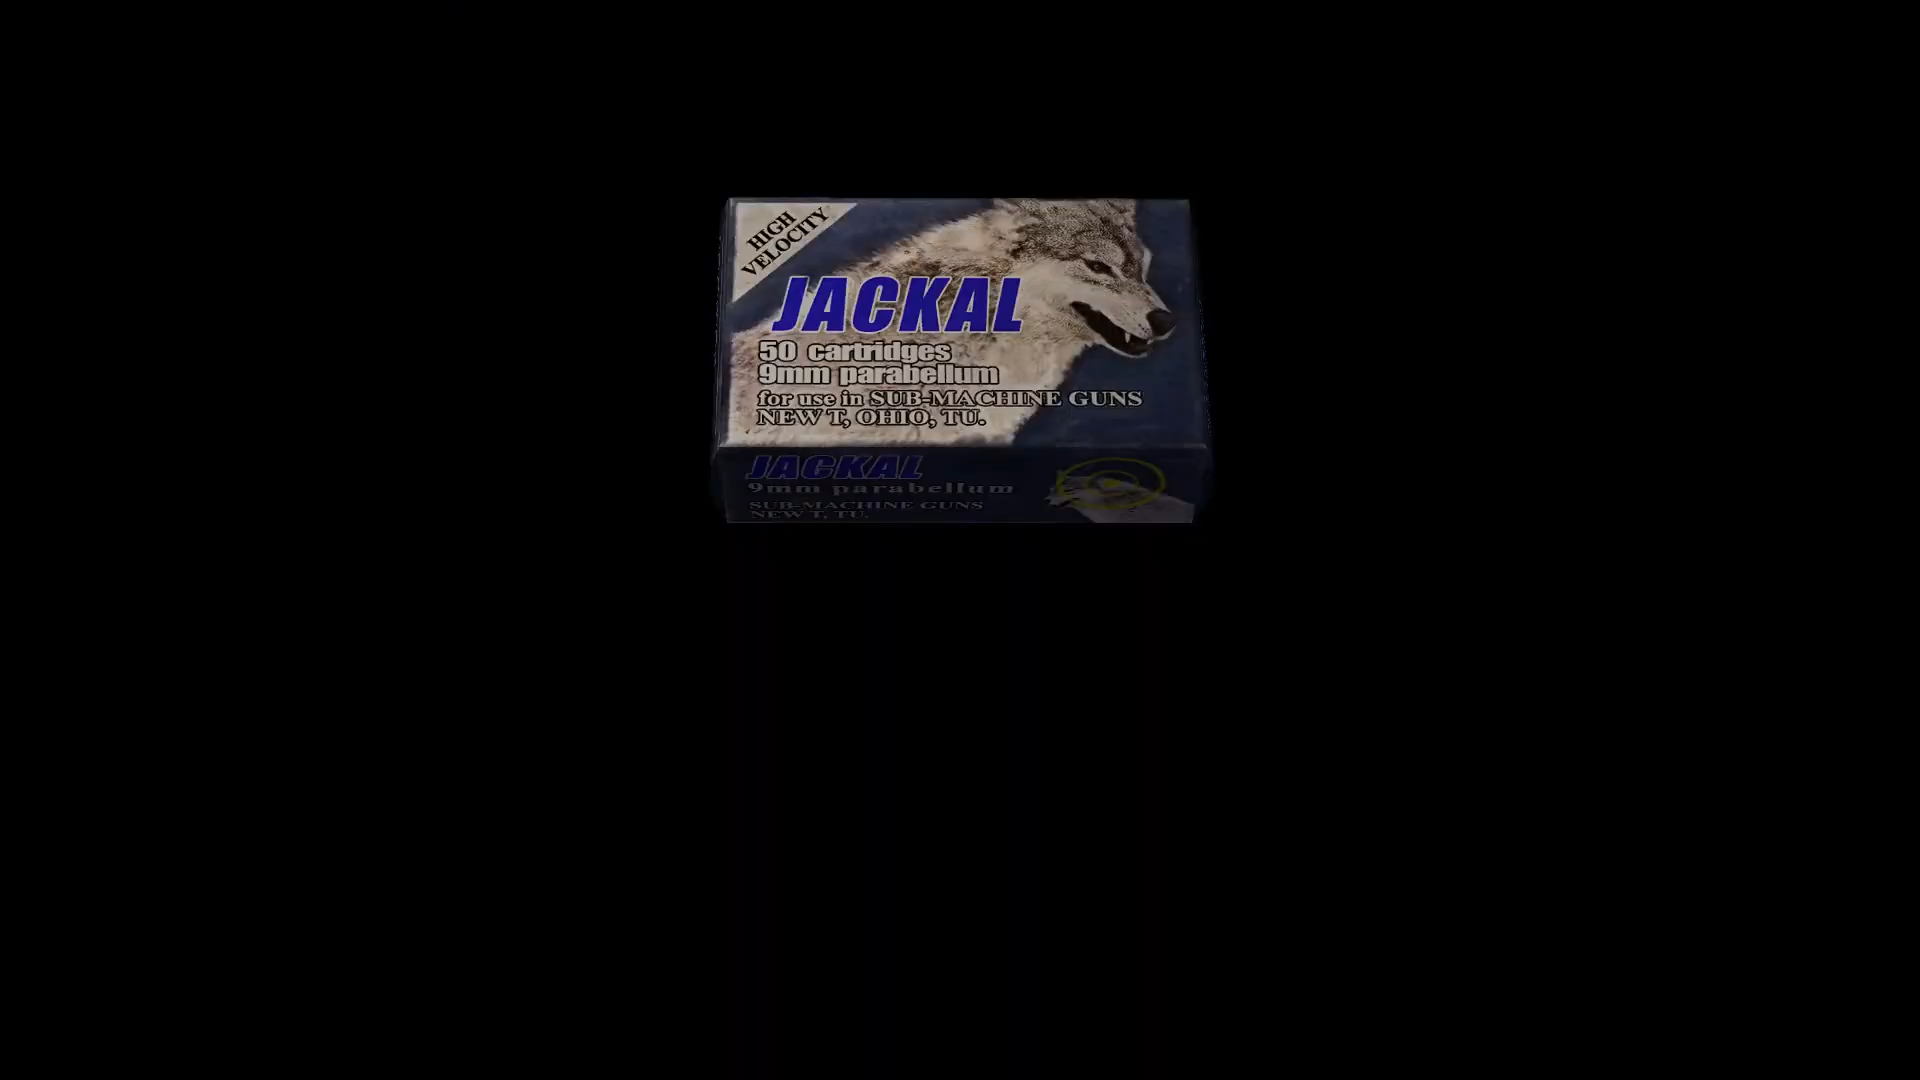 HIGH
VELOCITY
JACKAL
50 cartridges
9mm parabellum
for use in SUB-MACHINE GUNS
NEW T, OHIO, TU.
JACKAL
9mm parabellum
SUB-MACHINE GUNS
NEW T, TU.